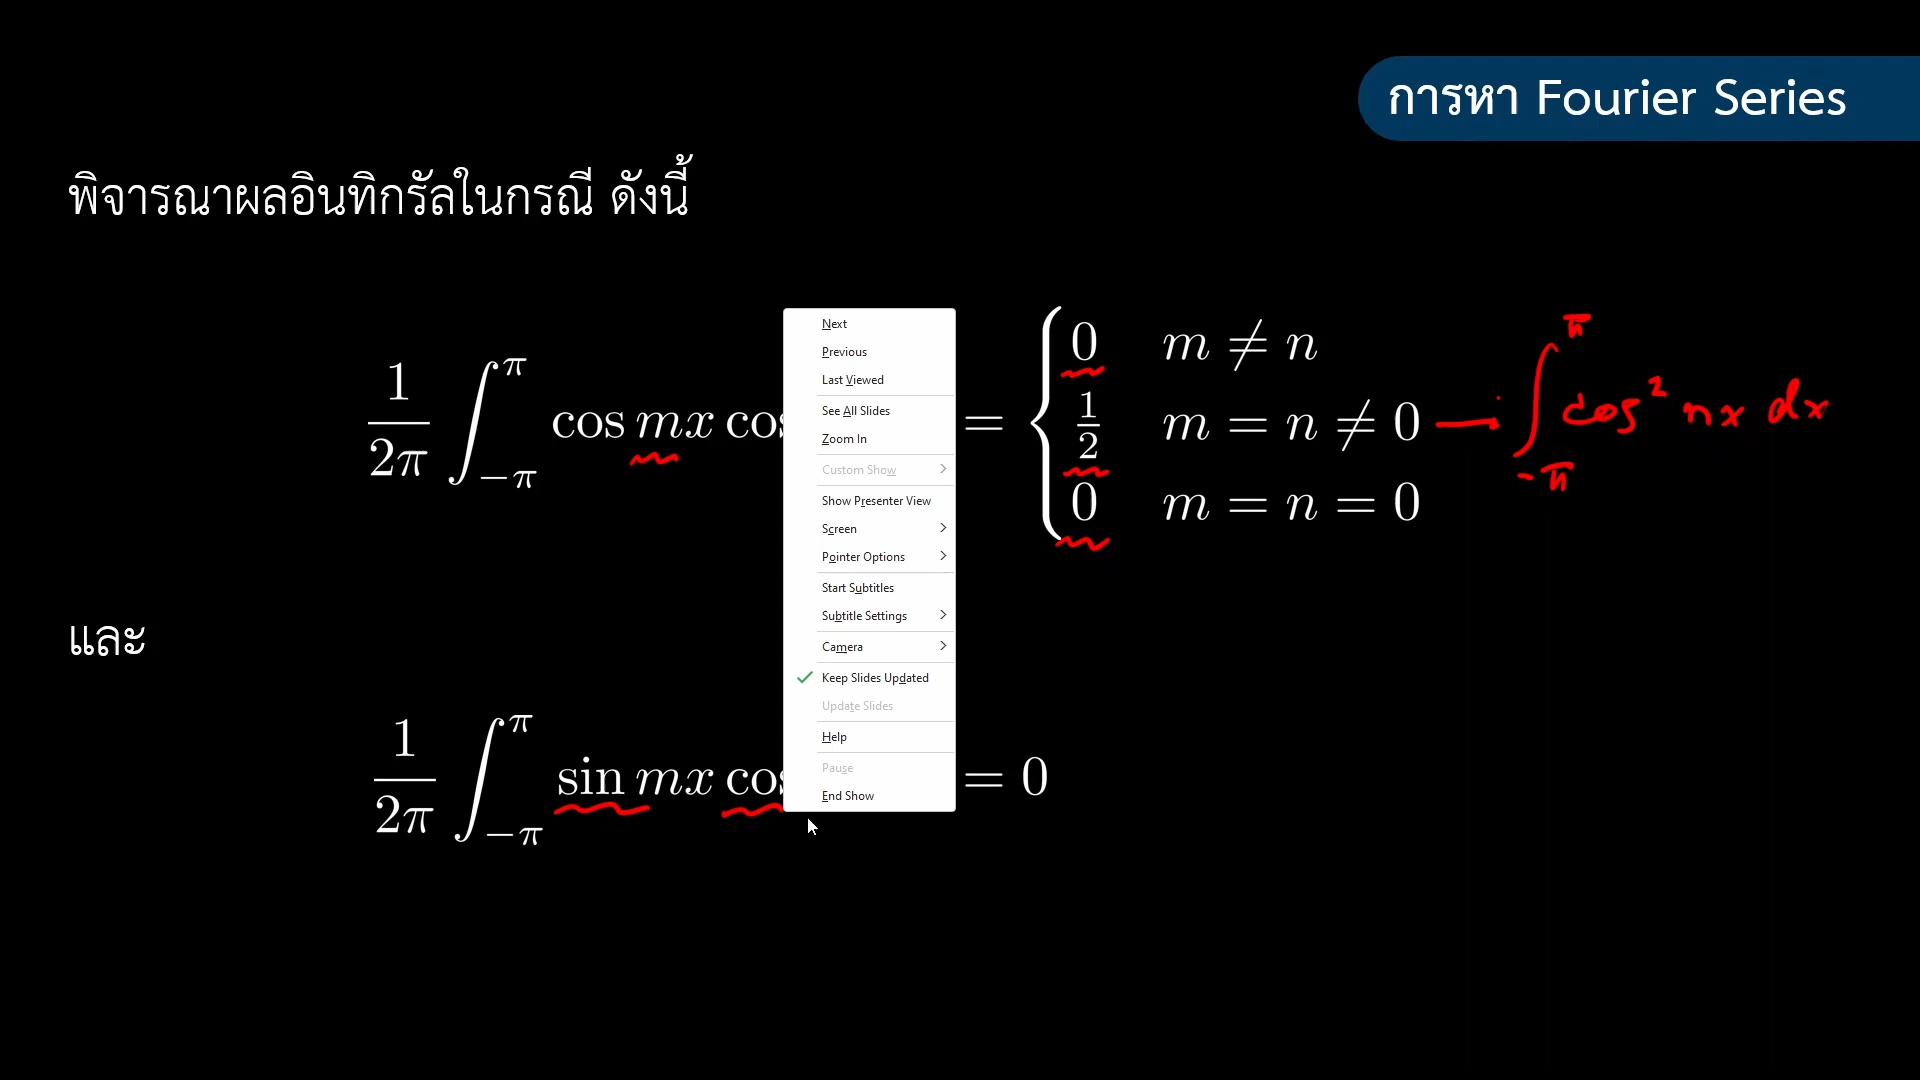 การหา Fourier Series
พิจารณาผลอินทิกรัลในกรณี ดังนี้
1/2π ∫_{-π}^{π} cos mx cos = { 0 m ≠ n
1/2 m = n ≠ 0 — ∫_{-π}^{π} cos² nx dx
0 m = n = 0
Next
Previous
Last Viewed
See All Slides
Zoom In
Custom Show
Show Presenter View
Screen
Pointer Options
Start Subtitles
Subtitle Settings
Camera
Keep Slides Updated
Update Slides
Help
Pause
End Show
และ
1/2π ∫_{-π}^{π} sin mx cos = 0